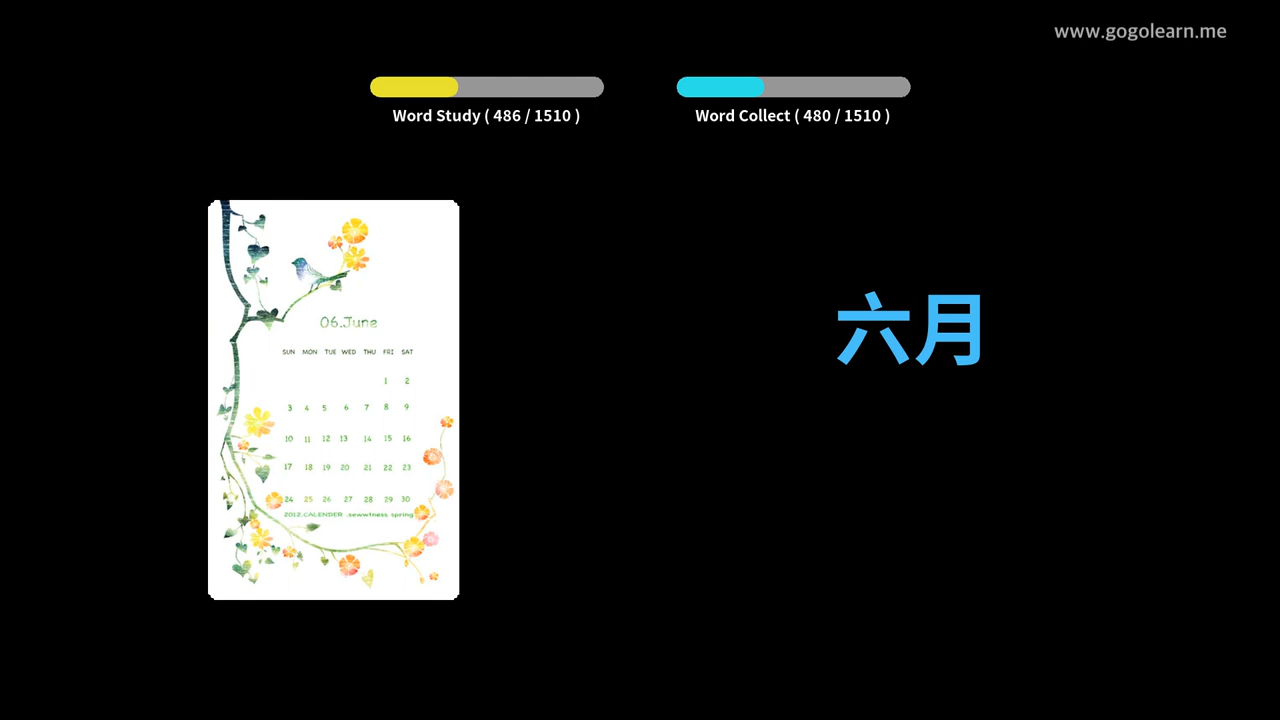 www.gogolearn.me
Word Study ( 486 / 1510 )
Word Collect ( 480 / 1510 )
06.June
SUN MON TUE WED THU FRI SAT
1 2
3 4 5 6 7 8 9
10 11 12 13 14 15 16
17 18 19 20 21 22 23
24 25 26 27 28 29 30
2012.CALENDER .sewwtness spring
六月